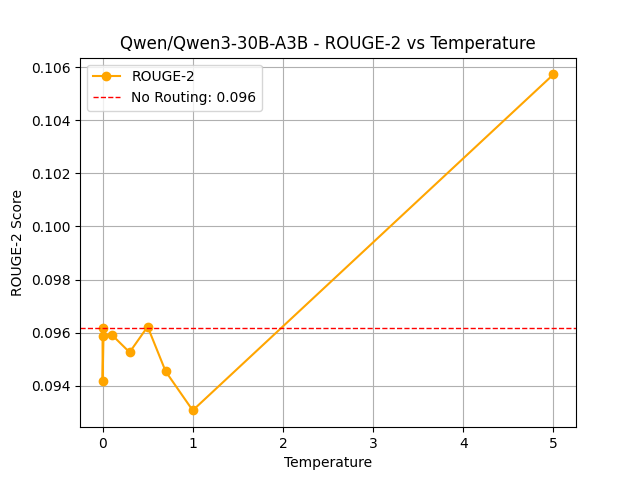 Qwen/Qwen3-30B-A3B - ROUGE-2 vs Temperature
ROUGE-2
No Routing: 0.096
0.106
0.104
0.102
0.100
0.098
0.096
0.094
ROUGE-2 Score
0 1 2 3 4 5
Temperature